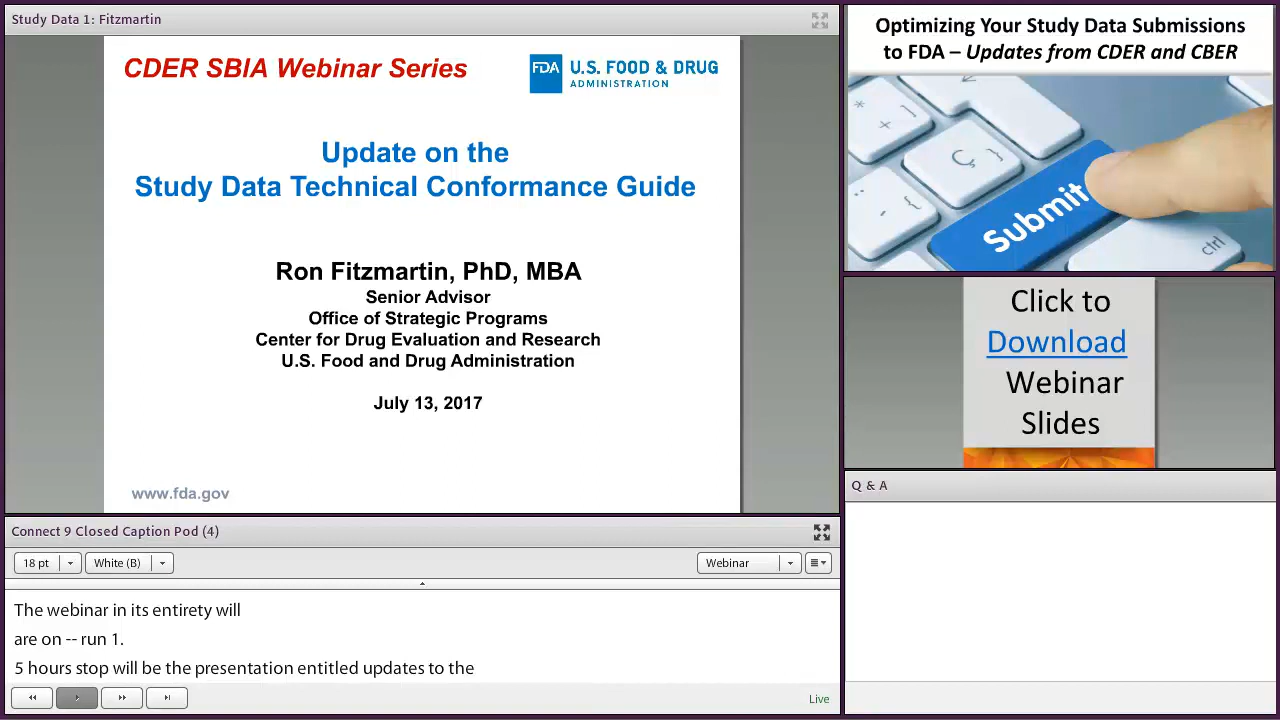 Study Data 1: Fitzmartin
CDER SBIA Webinar Series
FDA
U.S. FOOD & DRUG
ADMINISTRATION
Update on the
Study Data Technical Conformance Guide
Ron Fitzmartin, PhD, MBA
Senior Advisor
Office of Strategic Programs
Center for Drug Evaluation and Research
U.S. Food and Drug Administration
July 13, 2017
www.fda.gov
Connect 9 Closed Caption Pod (4)
18 pt
White (B)
Webinar
The webinar in its entirety will
are on -- run 1.
5 hours stop will be the presentation entitled updates to the
Live
Optimizing Your Study Data Submissions
to FDA – Updates from CDER and CBER
Submit
ctrl
Click to
Download
Webinar
Slides
Q & A